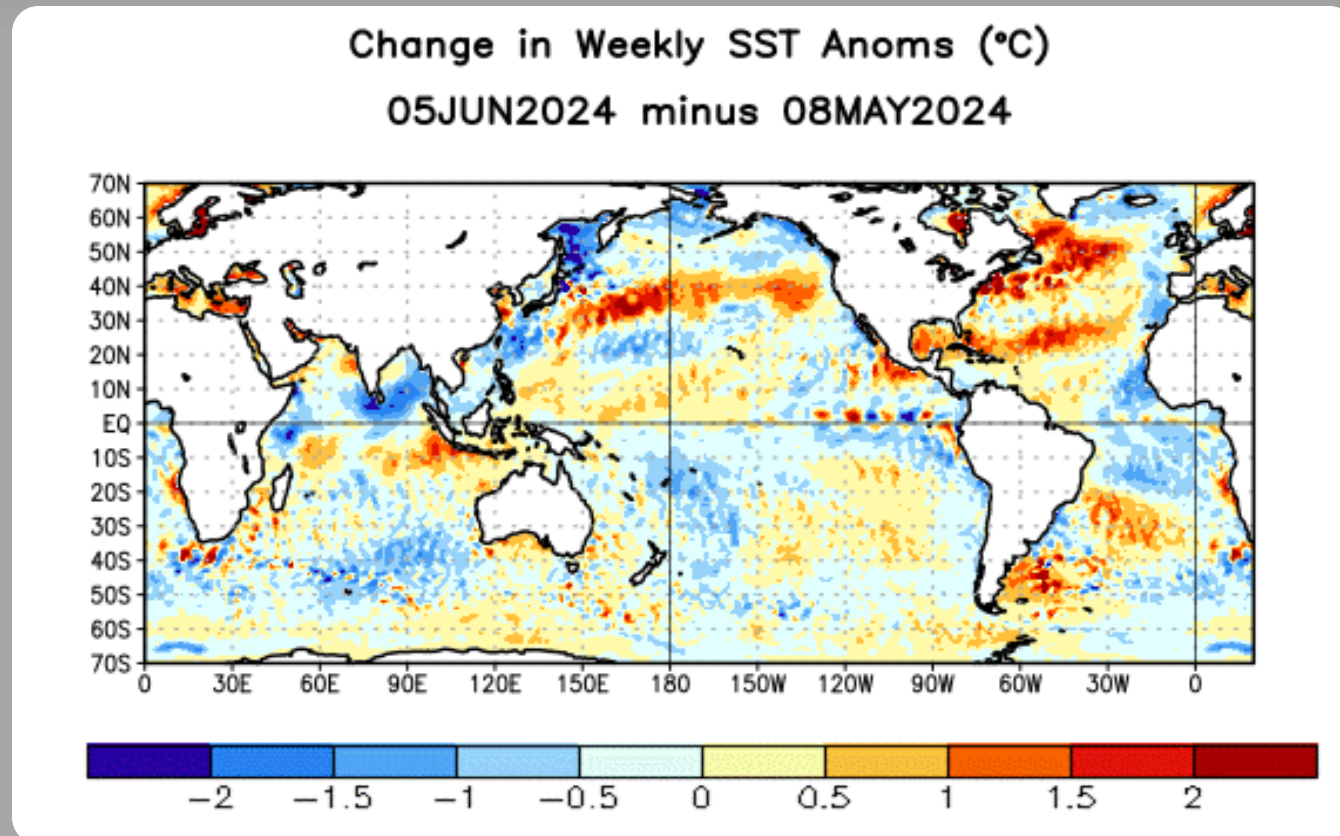 Change in Weekly SST Anoms (°C)
05JUN2024 minus 08MAY2024
70N
60N
50N
40N
30N
20N
10N
EQ
10S
20S
30S
40S
50S
60S
70S
0 30E 60E 90E 120E 150E 180 150W 120W 90W 60W 30W 0
−2 −1.5 −1 −0.5 0 0.5 1 1.5 2